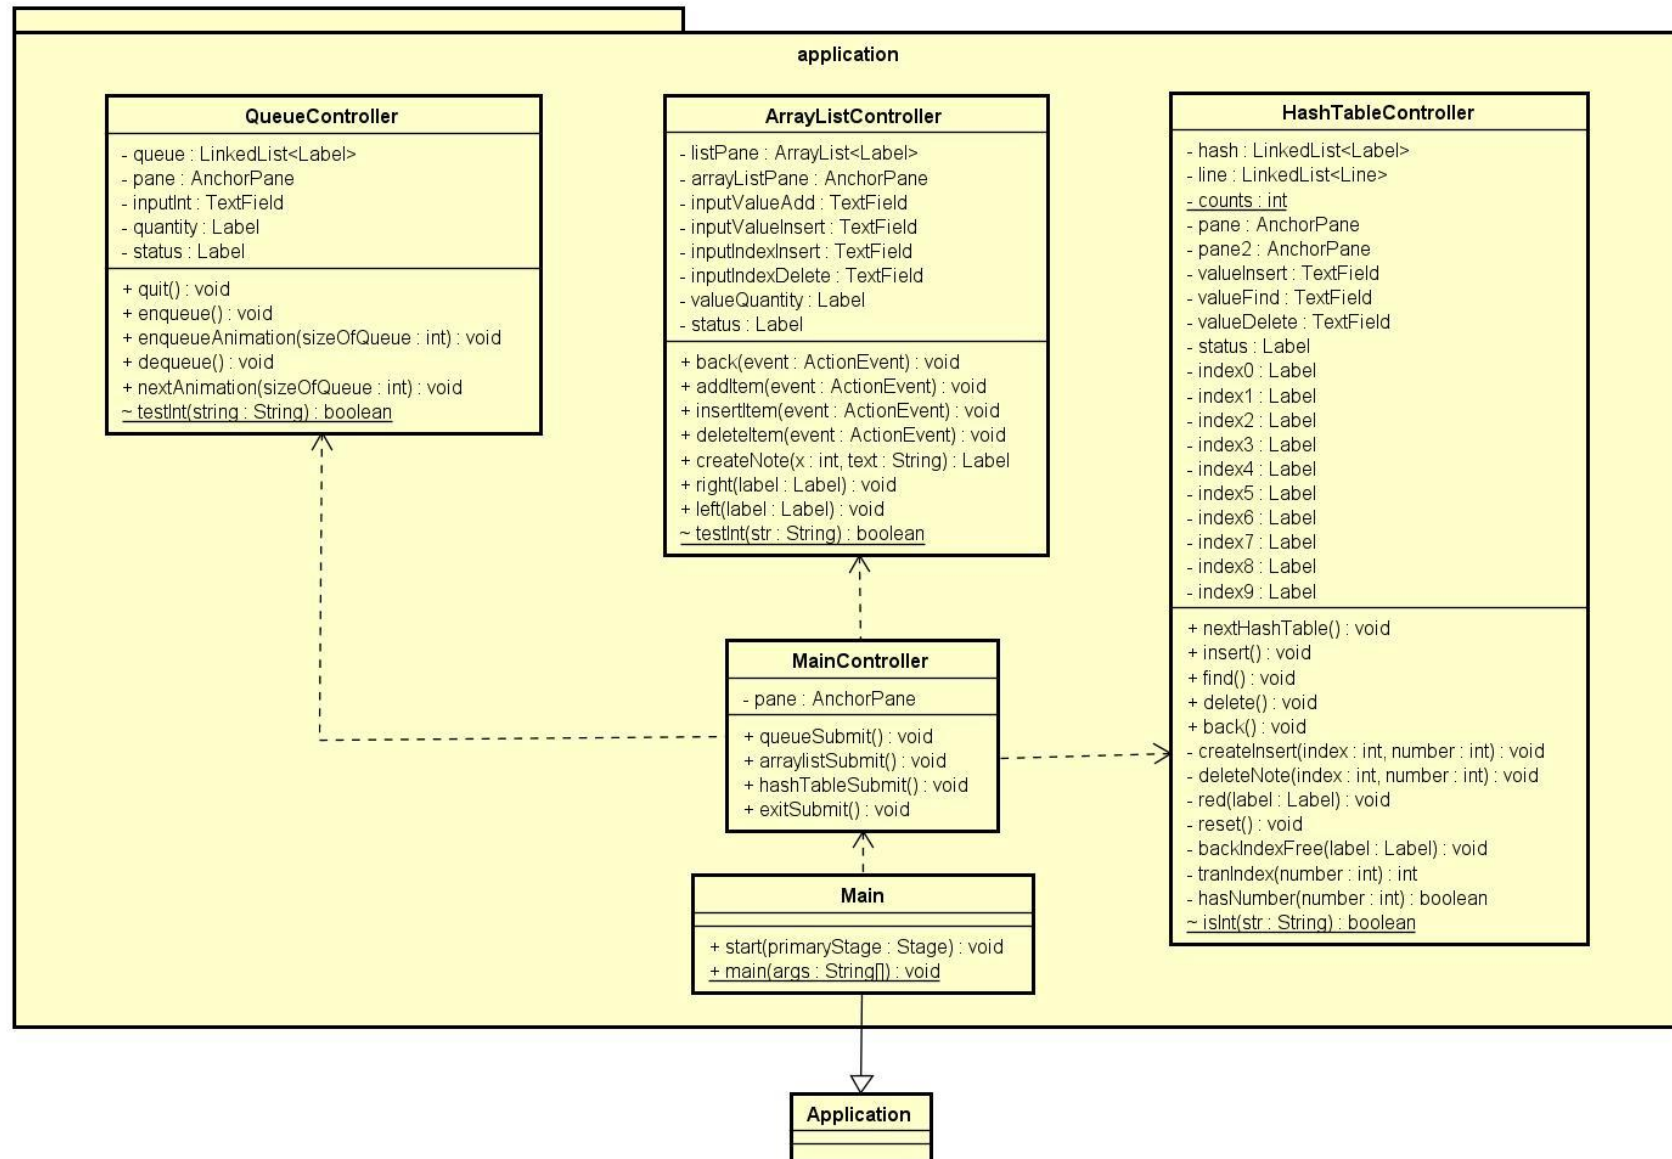 application
QueueController
- queue : LinkedList<Label>
- pane : AnchorPane
- inputInt : TextField
- quantity : Label
- status : Label
+ quit() : void
+ enqueue() : void
+ enqueueAnimation(sizeOfQueue : int) : void
+ dequeue() : void
+ nextAnimation(sizeOfQueue : int) : void
~ testInt(string : String) : boolean
ArrayListController
- listPane : ArrayList<Label>
- arrayListPane : AnchorPane
- inputValueAdd : TextField
- inputValueInsert : TextField
- inputIndexInsert : TextField
- inputIndexDelete : TextField
- valueQuantity : Label
- status : Label
+ back(event : ActionEvent) : void
+ addItem(event : ActionEvent) : void
+ insertItem(event : ActionEvent) : void
+ deleteItem(event : ActionEvent) : void
+ createNote(x : int, text : String) : Label
+ right(label : Label) : void
+ left(label : Label) : void
~ testInt(str : String) : boolean
HashTableController
- hash : LinkedList<Label>
- line : LinkedList<Line>
- counts : int
- pane : AnchorPane
- pane2 : AnchorPane
- valueInsert : TextField
- valueFind : TextField
- valueDelete : TextField
- status : Label
- index0 : Label
- index1 : Label
- index2 : Label
- index3 : Label
- index4 : Label
- index5 : Label
- index6 : Label
- index7 : Label
- index8 : Label
- index9 : Label
+ nextHashTable() : void
+ insert() : void
+ find() : void
+ delete() : void
+ back() : void
- createInsert(index : int, number : int) : void
- deleteNote(index : int, number : int) : void
- red(label : Label) : void
- reset() : void
- backIndexFree(label : Label) : void
- tranIndex(number : int) : int
- hasNumber(number : int) : boolean
~ isInt(str : String) : boolean
MainController
- pane : AnchorPane
+ queueSubmit() : void
+ arraylistSubmit() : void
+ hashTableSubmit() : void
+ exitSubmit() : void
Main
+ start(primaryStage : Stage) : void
+ main(args : String[]) : void
Application